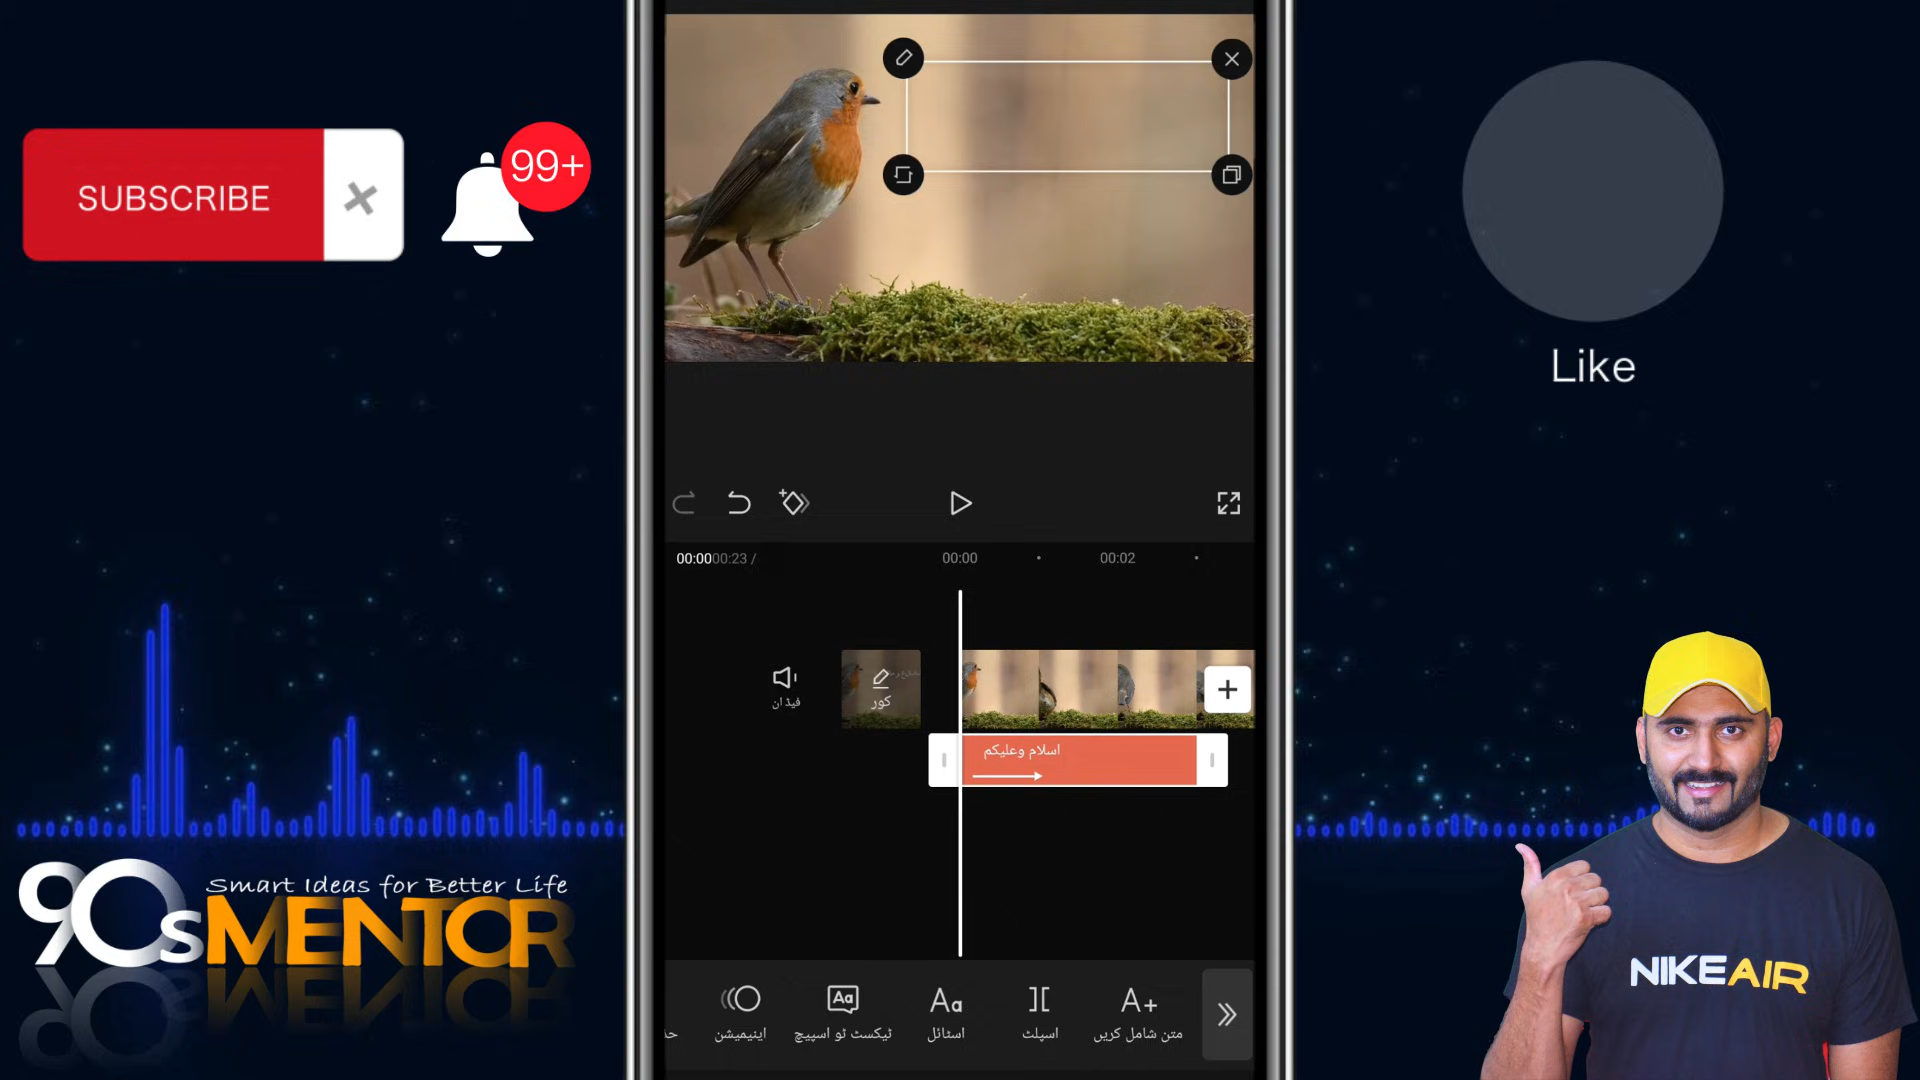 SUBSCRIBE
99+
Like
00:00
00:23 /
00:00
00:02
فیڈ ان
کور
اسلام وعلیکم
متن شامل کریں
اسپلٹ
اسٹائل
ٹیکسٹ ٹو اسپیچ
اینیمیشن
Smart Ideas for Better Life
90s MENTOR
NIKE AIR